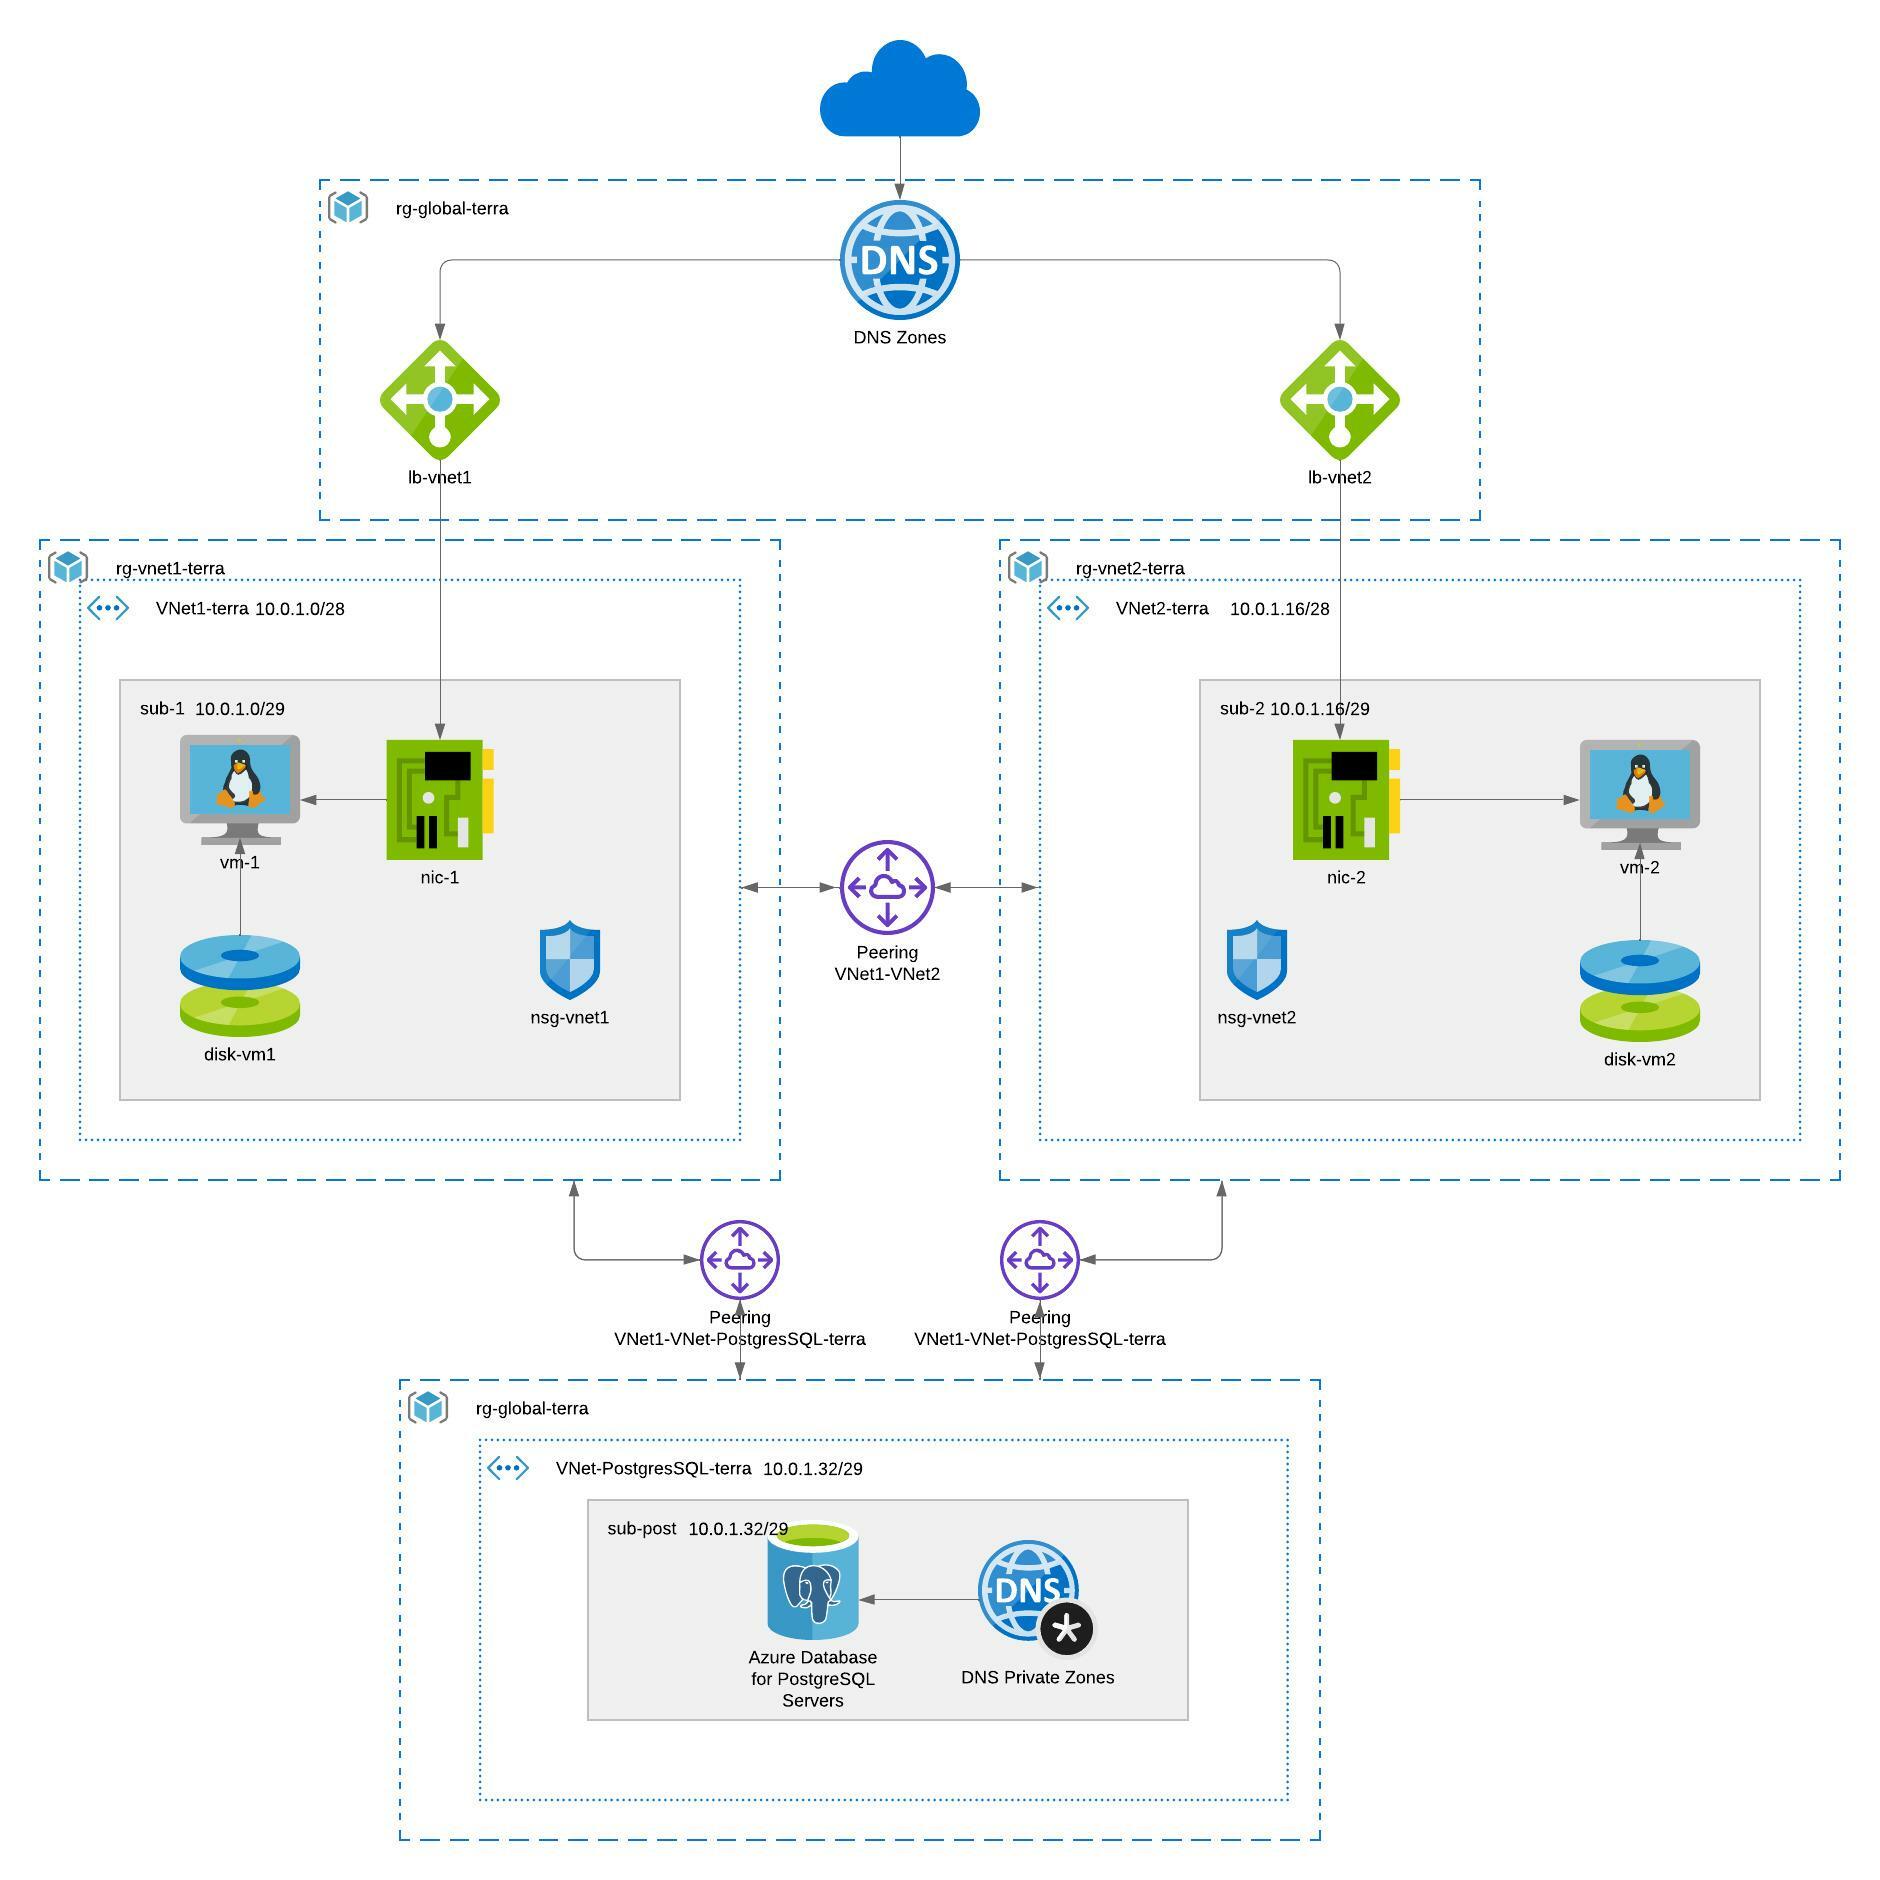 rg-global-terra
DNS
DNS Zones
lb-vnet1
lb-vnet2
rg-vnet1-terra
VNet1-terra 10.0.1.0/28
sub-1 10.0.1.0/29
vm-1
nic-1
nsg-vnet1
disk-vm1
Peering
VNet1-VNet2
rg-vnet2-terra
VNet2-terra 10.0.1.16/28
sub-2 10.0.1.16/29
nic-2
vm-2
nsg-vnet2
disk-vm2
Peering
VNet1-VNet-PostgresSQL-terra
Peering
VNet1-VNet-PostgresSQL-terra
rg-global-terra
VNet-PostgresSQL-terra 10.0.1.32/29
sub-post 10.0.1.32/29
Azure Database
for PostgreSQL
Servers
DNS
DNS Private Zones